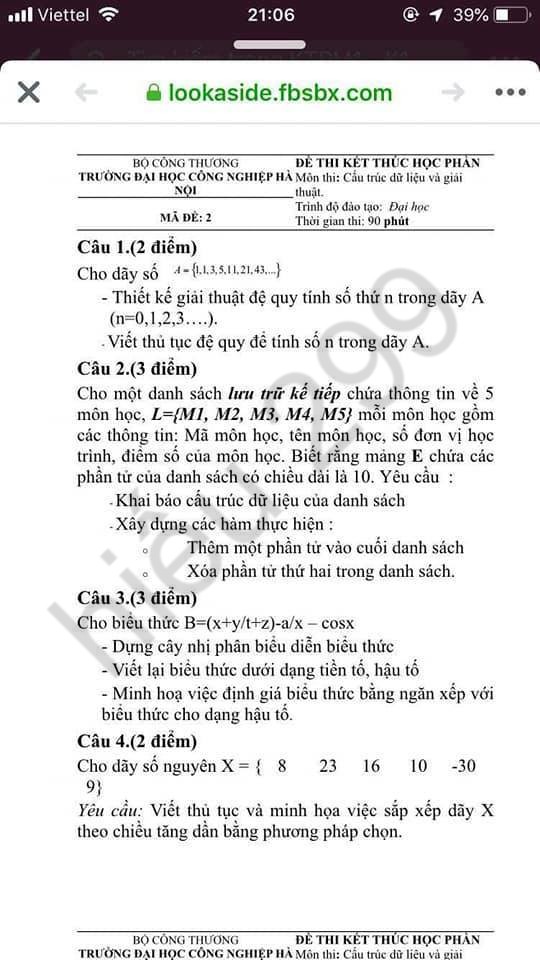 Viettel 21:06 39%
lookaside.fbsbx.com
BỘ CÔNG THƯƠNG
TRƯỜNG ĐẠI HỌC CÔNG NGHIỆP HÀ NỘI
MÃ ĐỀ: 2
ĐỀ THI KẾT THÚC HỌC PHẦN
Môn thi: Cấu trúc dữ liệu và giải thuật.
Trình độ đào tạo: Đại học
Thời gian thi: 90 phút
Câu 1.(2 điểm)
Cho dãy số A = {1,1,3,5,11,21,43,...}
- Thiết kế giải thuật đệ quy tính số thứ n trong dãy A
(n=0,1,2,3….).
- Viết thủ tục đệ quy để tính số n trong dãy A.
Câu 2.(3 điểm)
Cho một danh sách lưu trữ kế tiếp chứa thông tin về 5
môn học, L={M1, M2, M3, M4, M5} mỗi môn học gồm
các thông tin: Mã môn học, tên môn học, số đơn vị học
trình, điểm số của môn học. Biết rằng mảng E chứa các
phần tử của danh sách có chiều dài là 10. Yêu cầu :
- Khai báo cấu trúc dữ liệu của danh sách
- Xây dựng các hàm thực hiện :
o Thêm một phần tử vào cuối danh sách
o Xóa phần tử thứ hai trong danh sách.
Câu 3.(3 điểm)
Cho biểu thức B=(x+y/t+z)-a/x – cosx
- Dựng cây nhị phân biểu diễn biểu thức
- Viết lại biểu thức dưới dạng tiền tố, hậu tố
- Minh hoạ việc định giá biểu thức bằng ngăn xếp với
biểu thức cho dạng hậu tố.
Câu 4.(2 điểm)
Cho dãy số nguyên X = { 8 23 16 10 -30
9}
Yêu cầu: Viết thủ tục và minh họa việc sắp xếp dãy X
theo chiều tăng dần bằng phương pháp chọn.
hiếu 299
BỘ CÔNG THƯƠNG
TRƯỜNG ĐẠI HỌC CÔNG NGHIỆP HÀ
ĐỀ THI KẾT THÚC HỌC PHẦN
Môn thi: Cấu trúc dữ liệu và giải